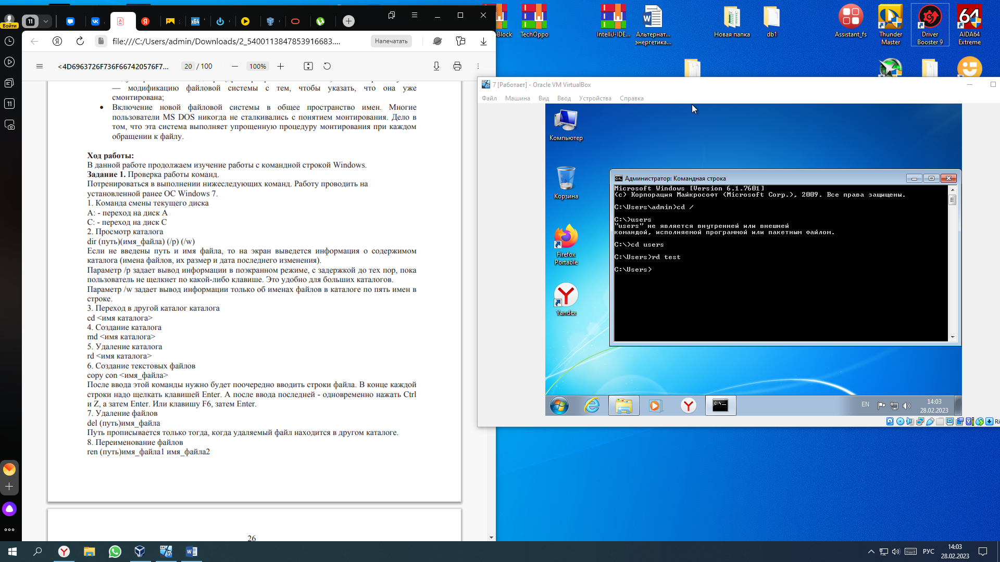 Войти
11
file:///C:/Users/admin/Downloads/2_5400113847853916683....
Напечатать
11
<4D6963726F736F667420576F7...
20 / 100
100%
— модификацию файловой системы с тем, чтобы указать, что она уже
смонтирована;
• Включение новой файловой системы в общее пространство имен. Многие
пользователи MS DOS никогда не сталкивались с понятием монтирования. Дело в
том, что эта система выполняет упрощенную процедуру монтирования при каждом
обращении к файлу.
Ход работы:
В данной работе продолжаем изучение работы с командной строкой Windows.
Задание 1. Проверка работы команд.
Потренироваться в выполнении нижеследующих команд. Работу проводить на
установленной ранее ОС Windows 7.
1. Команда смены текущего диска
A: - переход на диск A
C: - переход на диск C
2. Просмотр каталога
dir (путь)(имя_файла) (/p) (/w)
Если не введены путь и имя файла, то на экран выведется информация о содержимом
каталога (имена файлов, их размер и дата последнего изменения).
Параметр /p задает вывод информации в поэкранном режиме, с задержкой до тех пор, пока
пользователь не щелкнет по какой-либо клавише. Это удобно для больших каталогов.
Параметр /w задает вывод информации только об именах файлов в каталоге по пять имен в
строке.
3. Переход в другой каталог каталога
cd <имя каталога>
4. Создание каталога
md <имя каталога>
5. Удаление каталога
rd <имя каталога>
6. Создание текстовых файлов
copy con <имя_файла>
После ввода этой команды нужно будет поочередно вводить строки файла. В конце каждой
строки надо щелкать клавишей Enter. А после ввода последней - одновременно нажать Ctrl
и Z, а затем Enter. Или клавишу F6, затем Enter.
7. Удаление файлов
del (путь)имя_файла
Путь прописывается только тогда, когда удаляемый файл находится в другом каталоге.
8. Переименование файлов
ren (путь)имя_файла1 имя_файла2
26
Block
TechOppo
IntelliJ-IDE...
Альтернат...
энергетика...
Новая папка
db1
Assistant_fs
Thunder
Master
Driver
Booster 9
64
AIDA64
Extreme
7 [Работает] - Oracle VM VirtualBox
Файл Машина Вид Ввод Устройства Справка
Компьютер
Корзина
Firefox
Portable
Yandex
Администратор: Командная строка
Microsoft Windows [Version 6.1.7601]
(c) Корпорация Майкрософт (Microsoft Corp.), 2009. Все права защищены.
C:\Users\admin>cd /
C:\>users
"users" не является внутренней или внешней
командой, исполняемой программой или пакетным файлом.
C:\>cd users
C:\Users>rd test
C:\Users>
EN
14:03
28.02.2023
Ri
РУС
14:03
28.02.2023